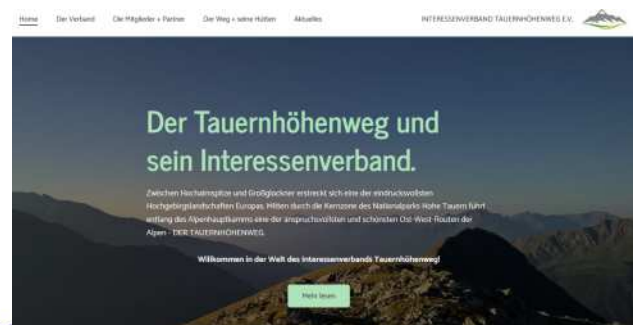 Home Der Verband Die Mitglieder + Partner Der Weg + seine Hütten Aktuelles INTERESSENVERBAND TAUERNHÖHENWEG E.V.
Der Tauernhöhenweg und
sein Interessenverband.
Zwischen Hochalmspitze und Großglockner erstreckt sich eine der eindrucksvollsten
Hochgebirgslandschaften Europas. Mitten durch die Kernzone des Nationalparks Hohe Tauern führt
entlang des Alpenhauptkamms eine der anspruchsvollsten und schönsten Ost-West-Routen der
Alpen - DER TAUERNHÖHENWEG.
Willkommen in der Welt des Interessenverbands Tauernhöhenweg!
Mehr lesen